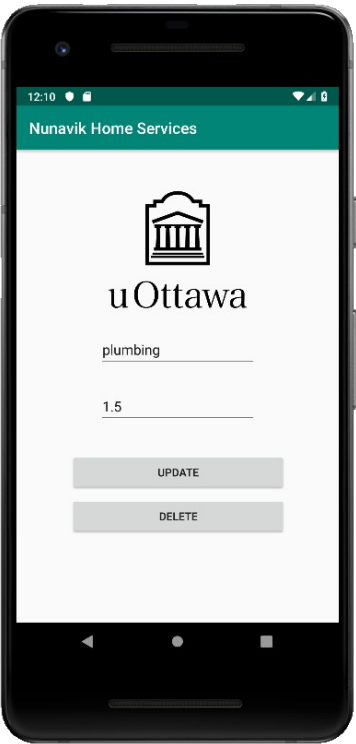 12:10
Nunavik Home Services
uOttawa
plumbing
1.5
UPDATE
DELETE